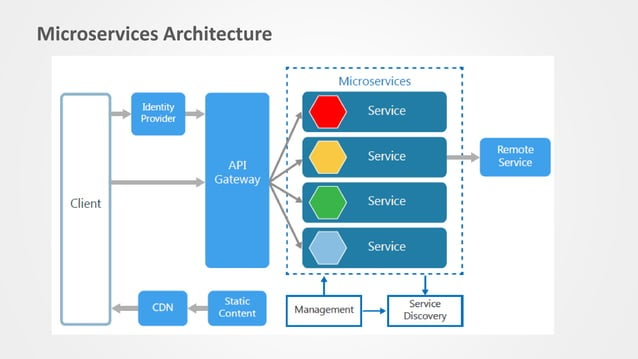 Microservices Architecture
Microservices
Identity
Provider
Service
API
Gateway
Service
Remote
Service
Client
Service
Service
CDN
Static
Content
Management
Service
Discovery